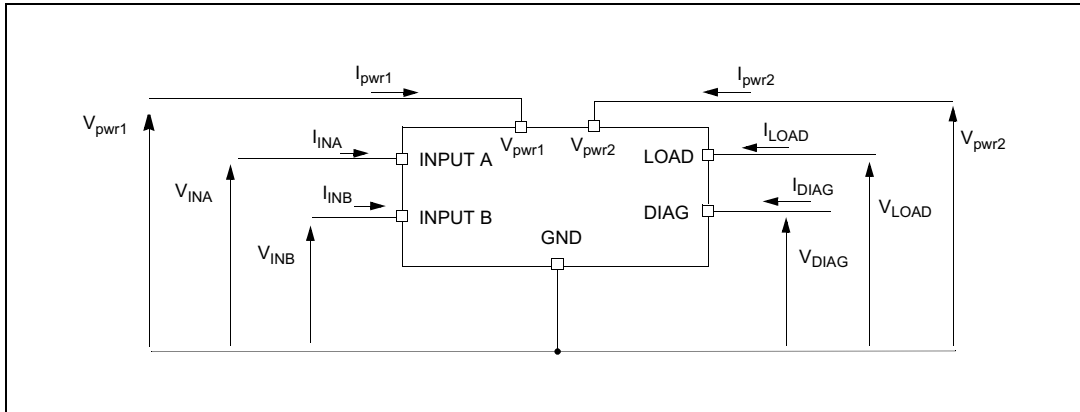 I_pwr1
I_pwr2
V_pwr1
V_pwr1
V_pwr2
V_pwr2
I_INA
INPUT A
LOAD
I_LOAD
V_INA
I_INB
INPUT B
DIAG
I_DIAG
V_LOAD
GND
V_INB
V_DIAG